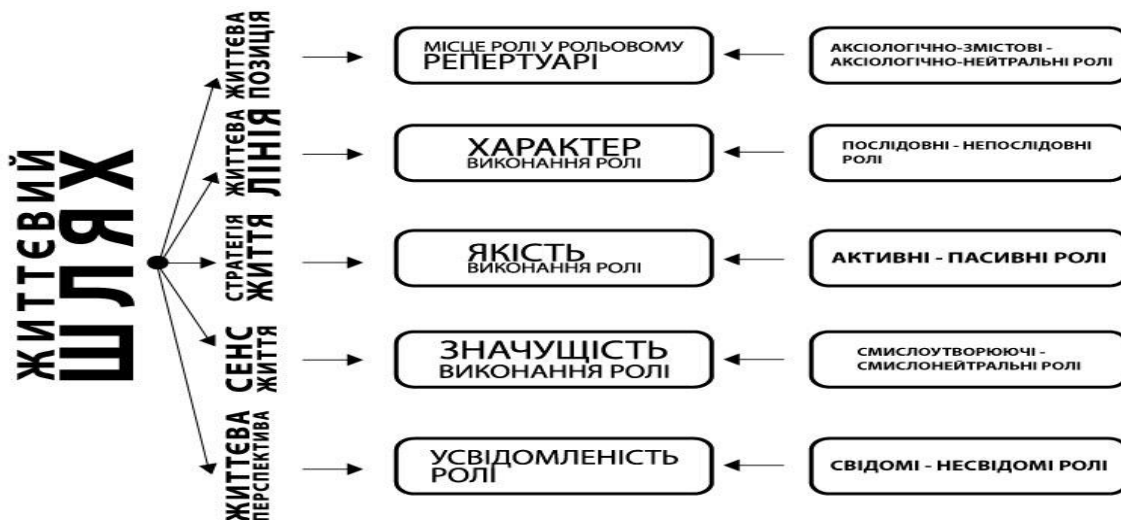 ЖИТТЄВИЙ
ШЛЯХ
ЖИТТЄВА
ПОЗИЦІЯ
МІСЦЕ РОЛІ У РОЛЬОВОМУ
РЕПЕРТУАРІ
АКСІОЛОГІЧНО-ЗМІСТОВІ -
АКСІОЛОГІЧНО-НЕЙТРАЛЬНІ РОЛІ
ЖИТТЄВА
ЛІНІЯ
ХАРАКТЕР
ВИКОНАННЯ РОЛІ
ПОСЛІДОВНІ - НЕПОСЛІДОВНІ
РОЛІ
СТРАТЕГІЯ
ЖИТТЯ
ЯКІСТЬ
ВИКОНАННЯ РОЛІ
АКТИВНІ - ПАСИВНІ РОЛІ
СЕНС
ЖИТТЯ
ЗНАЧУЩІСТЬ
ВИКОНАННЯ РОЛІ
СМИСЛОУТВОРЮЮЧІ -
СМИСЛОНЕЙТРАЛЬНІ РОЛІ
ЖИТТЄВА
ПЕРСПЕКТИВА
УСВІДОМЛЕНІСТЬ
РОЛІ
СВІДОМІ - НЕСВІДОМІ РОЛІ